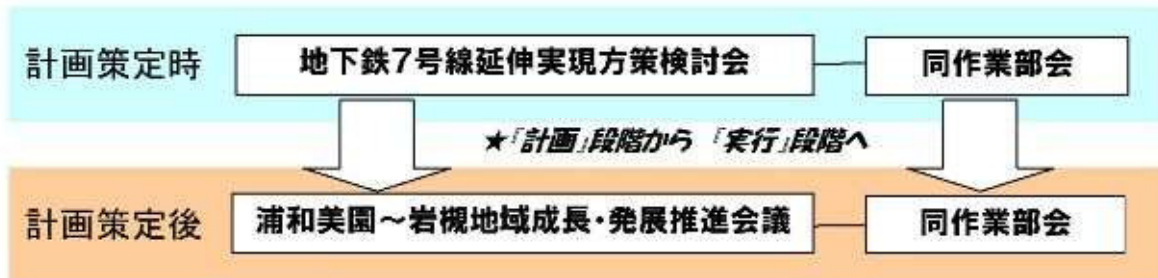 計画策定時
地下鉄7号線延伸実現方策検討会
同作業部会
★「計画」段階から 「実行」段階へ
計画策定後
浦和美園~岩槻地域成長・発展推進会議
同作業部会